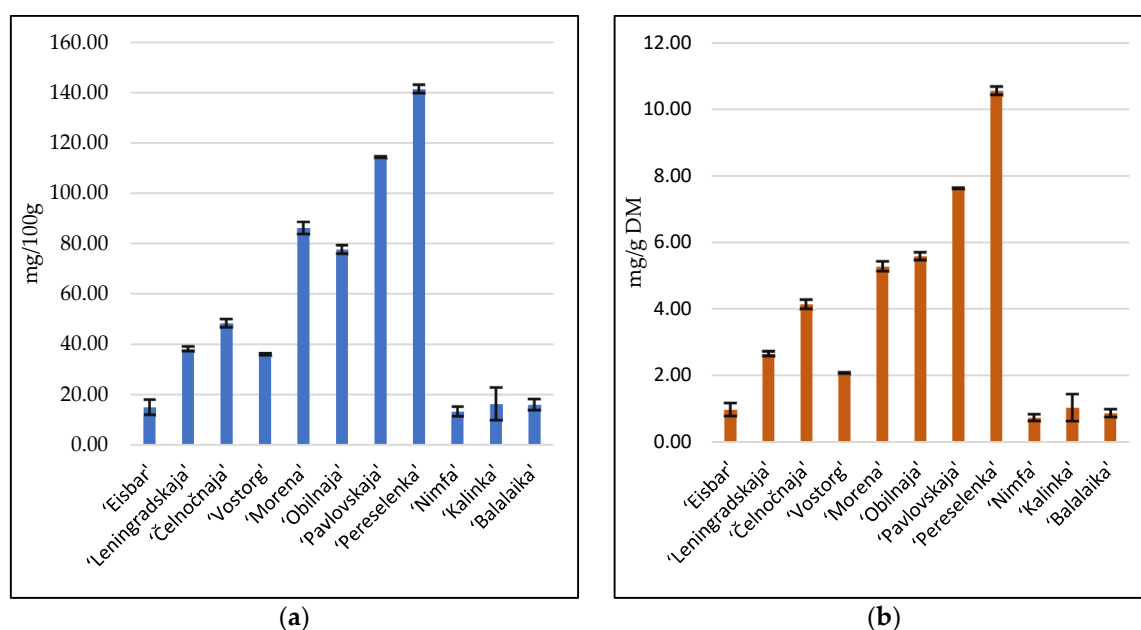 160.00
140.00
120.00
100.00
80.00
60.00
40.00
20.00
0.00
mg/100g
‘Eisbar'
‘Leningradskaja'
‘Čelnočnaja'
‘Vostorg'
‘Morena'
‘Obilnaja'
‘Pavlovskaja'
‘Pereselenka'
‘Nimfa'
‘Kalinka'
‘Balalaika'
(a)
12.00
10.00
8.00
6.00
4.00
2.00
0.00
mg/g DM
‘Eisbar'
‘Leningradskaja'
‘Čelnočnaja'
‘Vostorg'
‘Morena'
‘Obilnaja'
‘Pavlovskaja'
‘Pereselenka'
‘Nimfa'
‘Kalinka'
‘Balalaika'
(b)